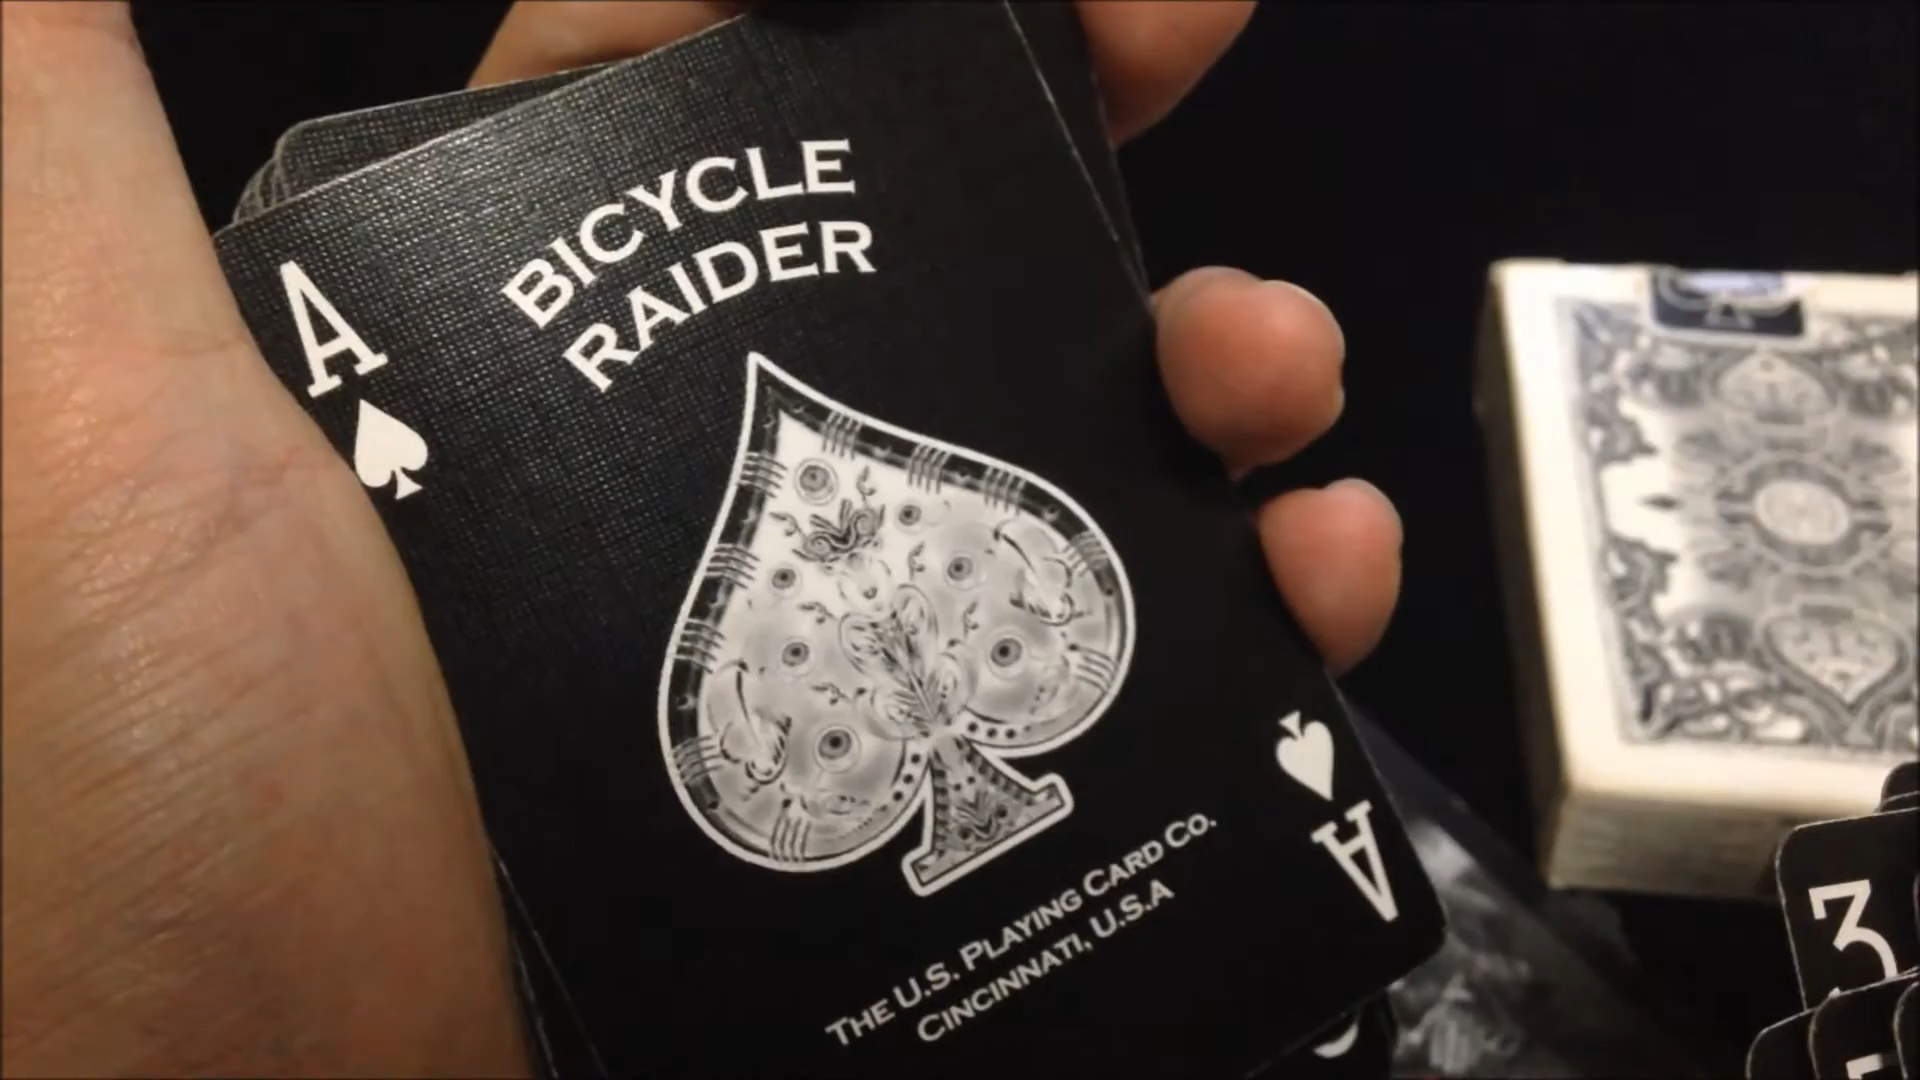 A
BICYCLE
RAIDER
THE U.S. PLAYING CARD CO.
CINCINNATI, U.S.A
A
3